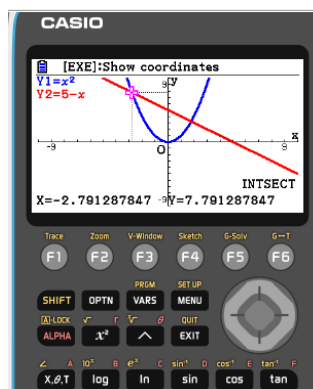 CASIO
[EXE]:Show coordinates
Y1=x²
Y2=5-x
9 y
-9 O 9 x
INTSECT
X=-2.791287847 -9 Y=7.791287847
Trace Zoom V-Window Sketch G-Solv G↔T
F1 F2 F3 F4 F5 F6
PRGM SET UP
SHIFT OPTN VARS MENU
A-LOCK √ r ∛ θ QUIT
ALPHA x² ^ EXIT
∠ A 10ˣ B eˣ C sin⁻¹ D cos⁻¹ E tan⁻¹ F
X,θ,T log ln sin cos tan